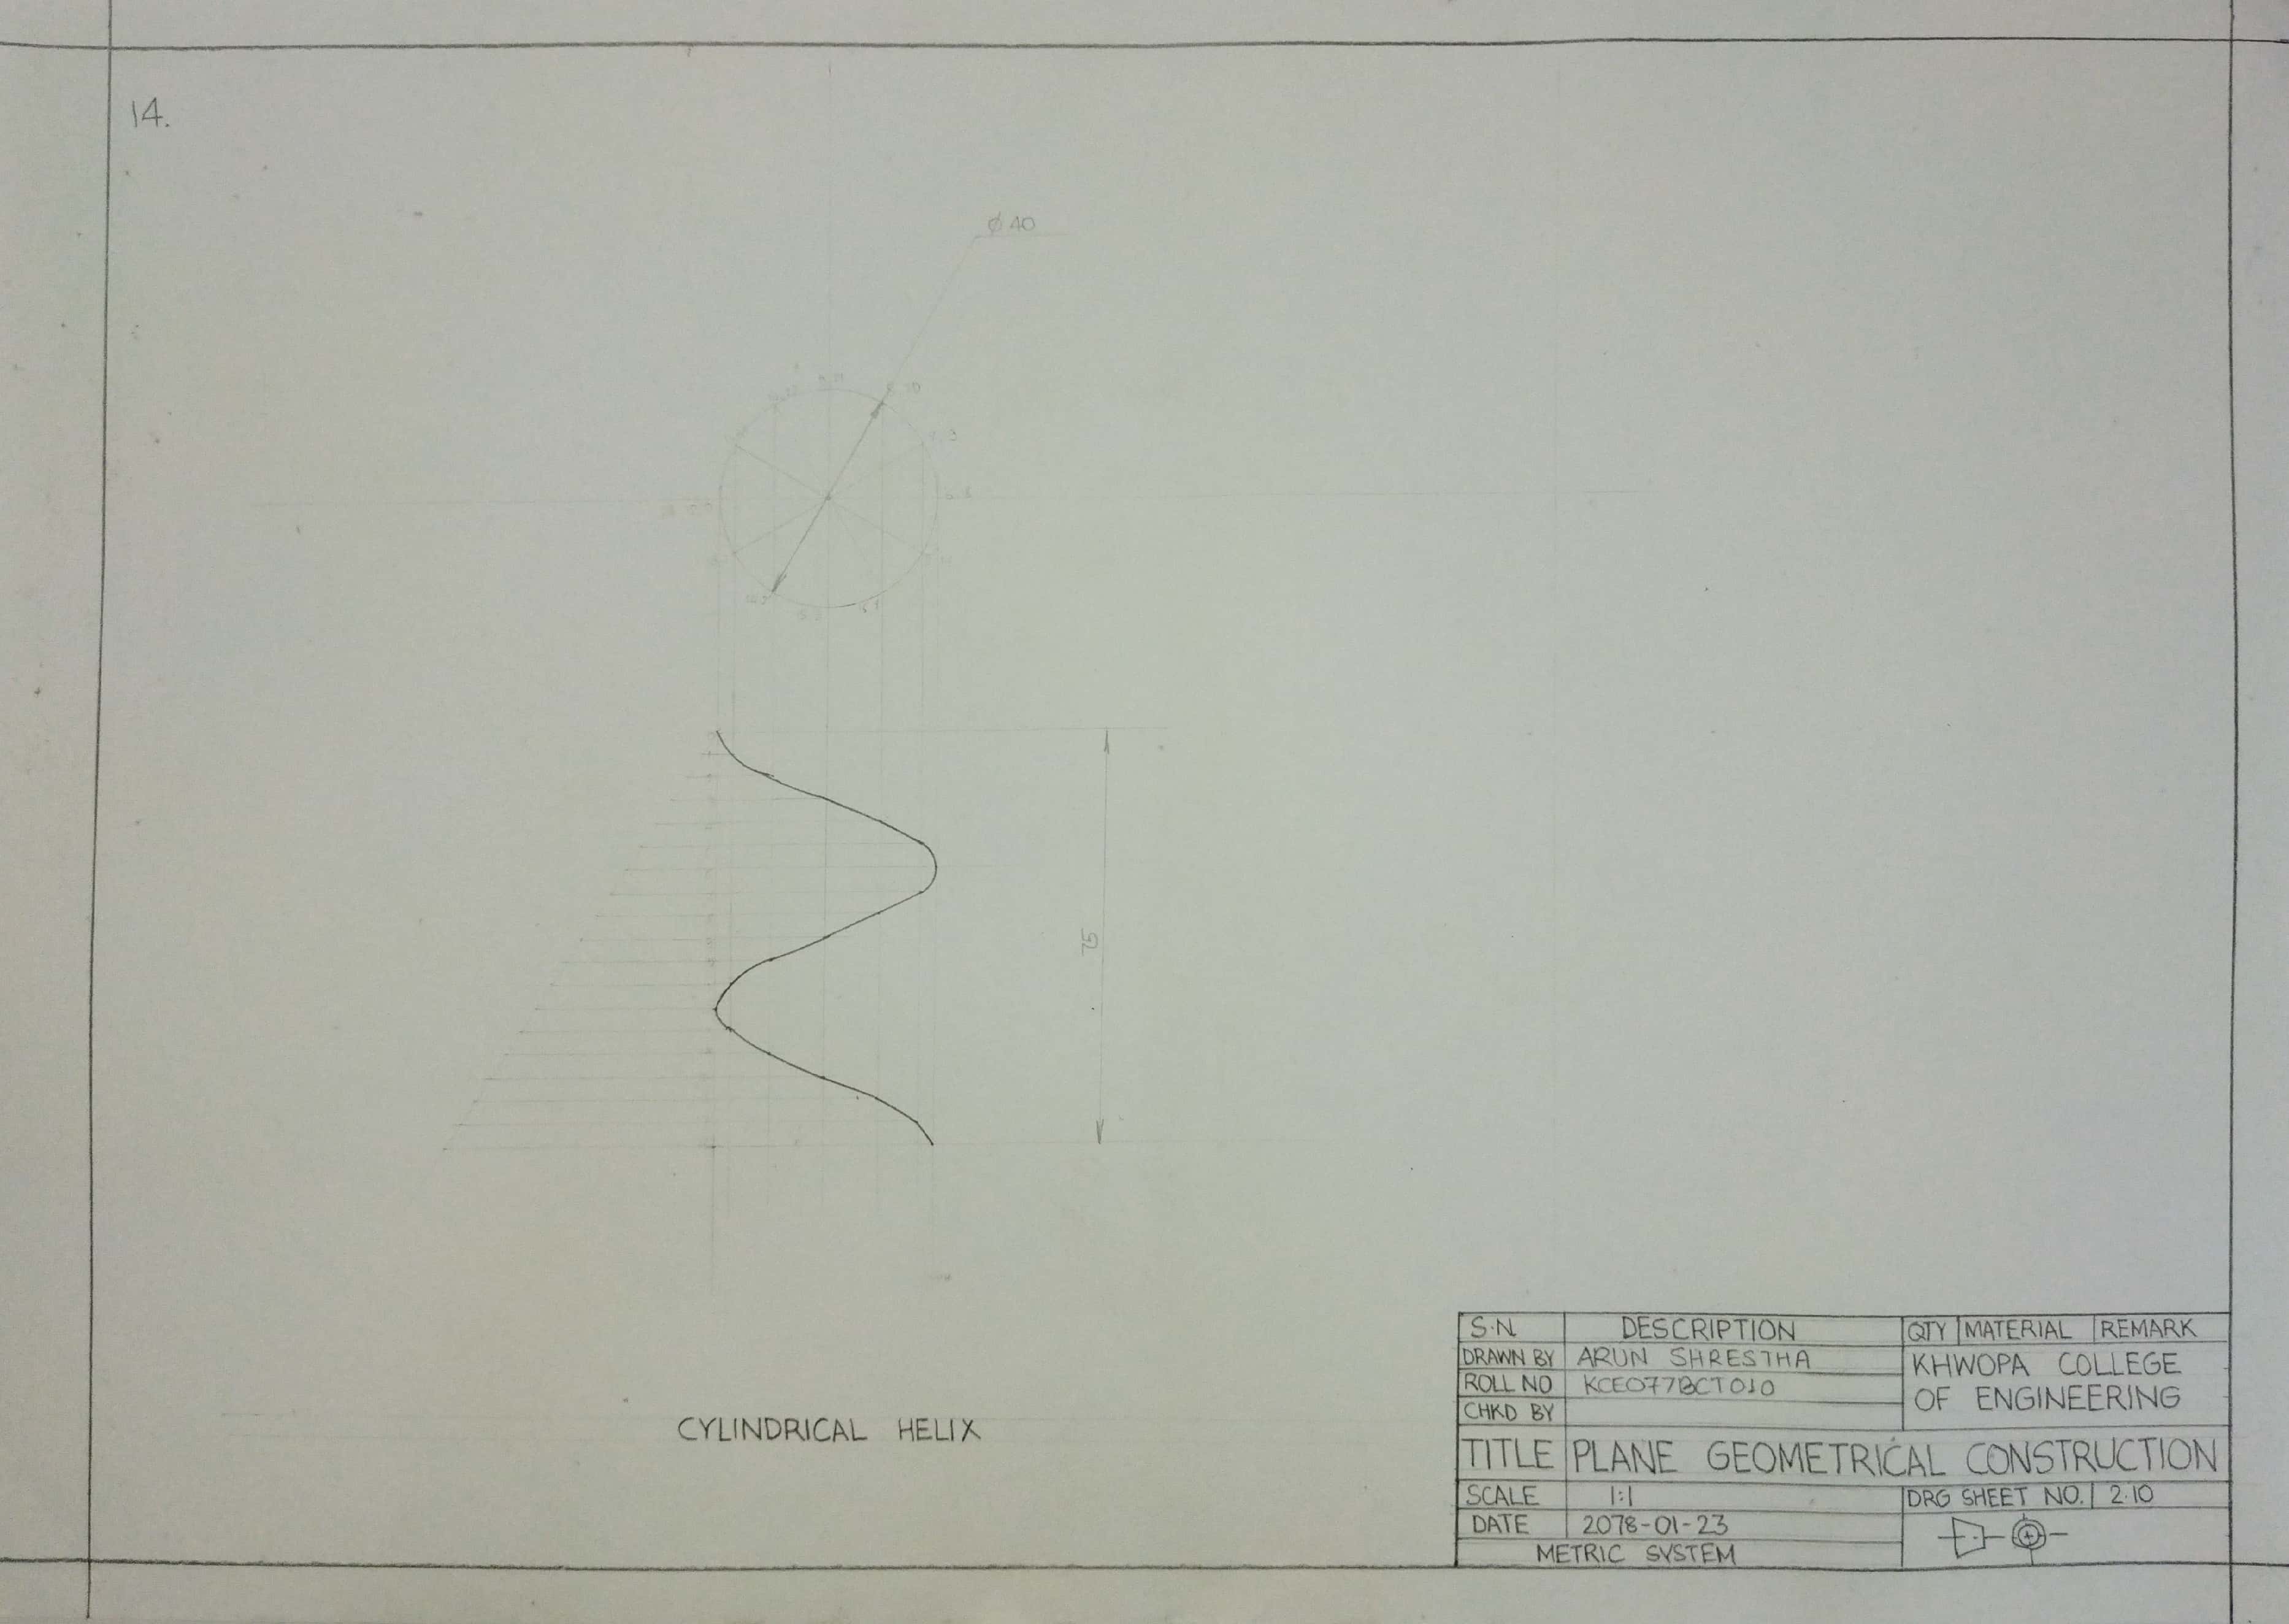 14.
ϕ 40
75
CYLINDRICAL HELIX
S.N DESCRIPTION QTY MATERIAL REMARK
DRAWN BY ARUN SHRESTHA
ROLL NO KCE077BCT010
CHKD BY
KHWOPA COLLEGE
OF ENGINEERING
TITLE PLANE GEOMETRICAL CONSTRUCTION
SCALE 1:1 DRG SHEET NO. 2.10
DATE 2078-01-23
METRIC SYSTEM